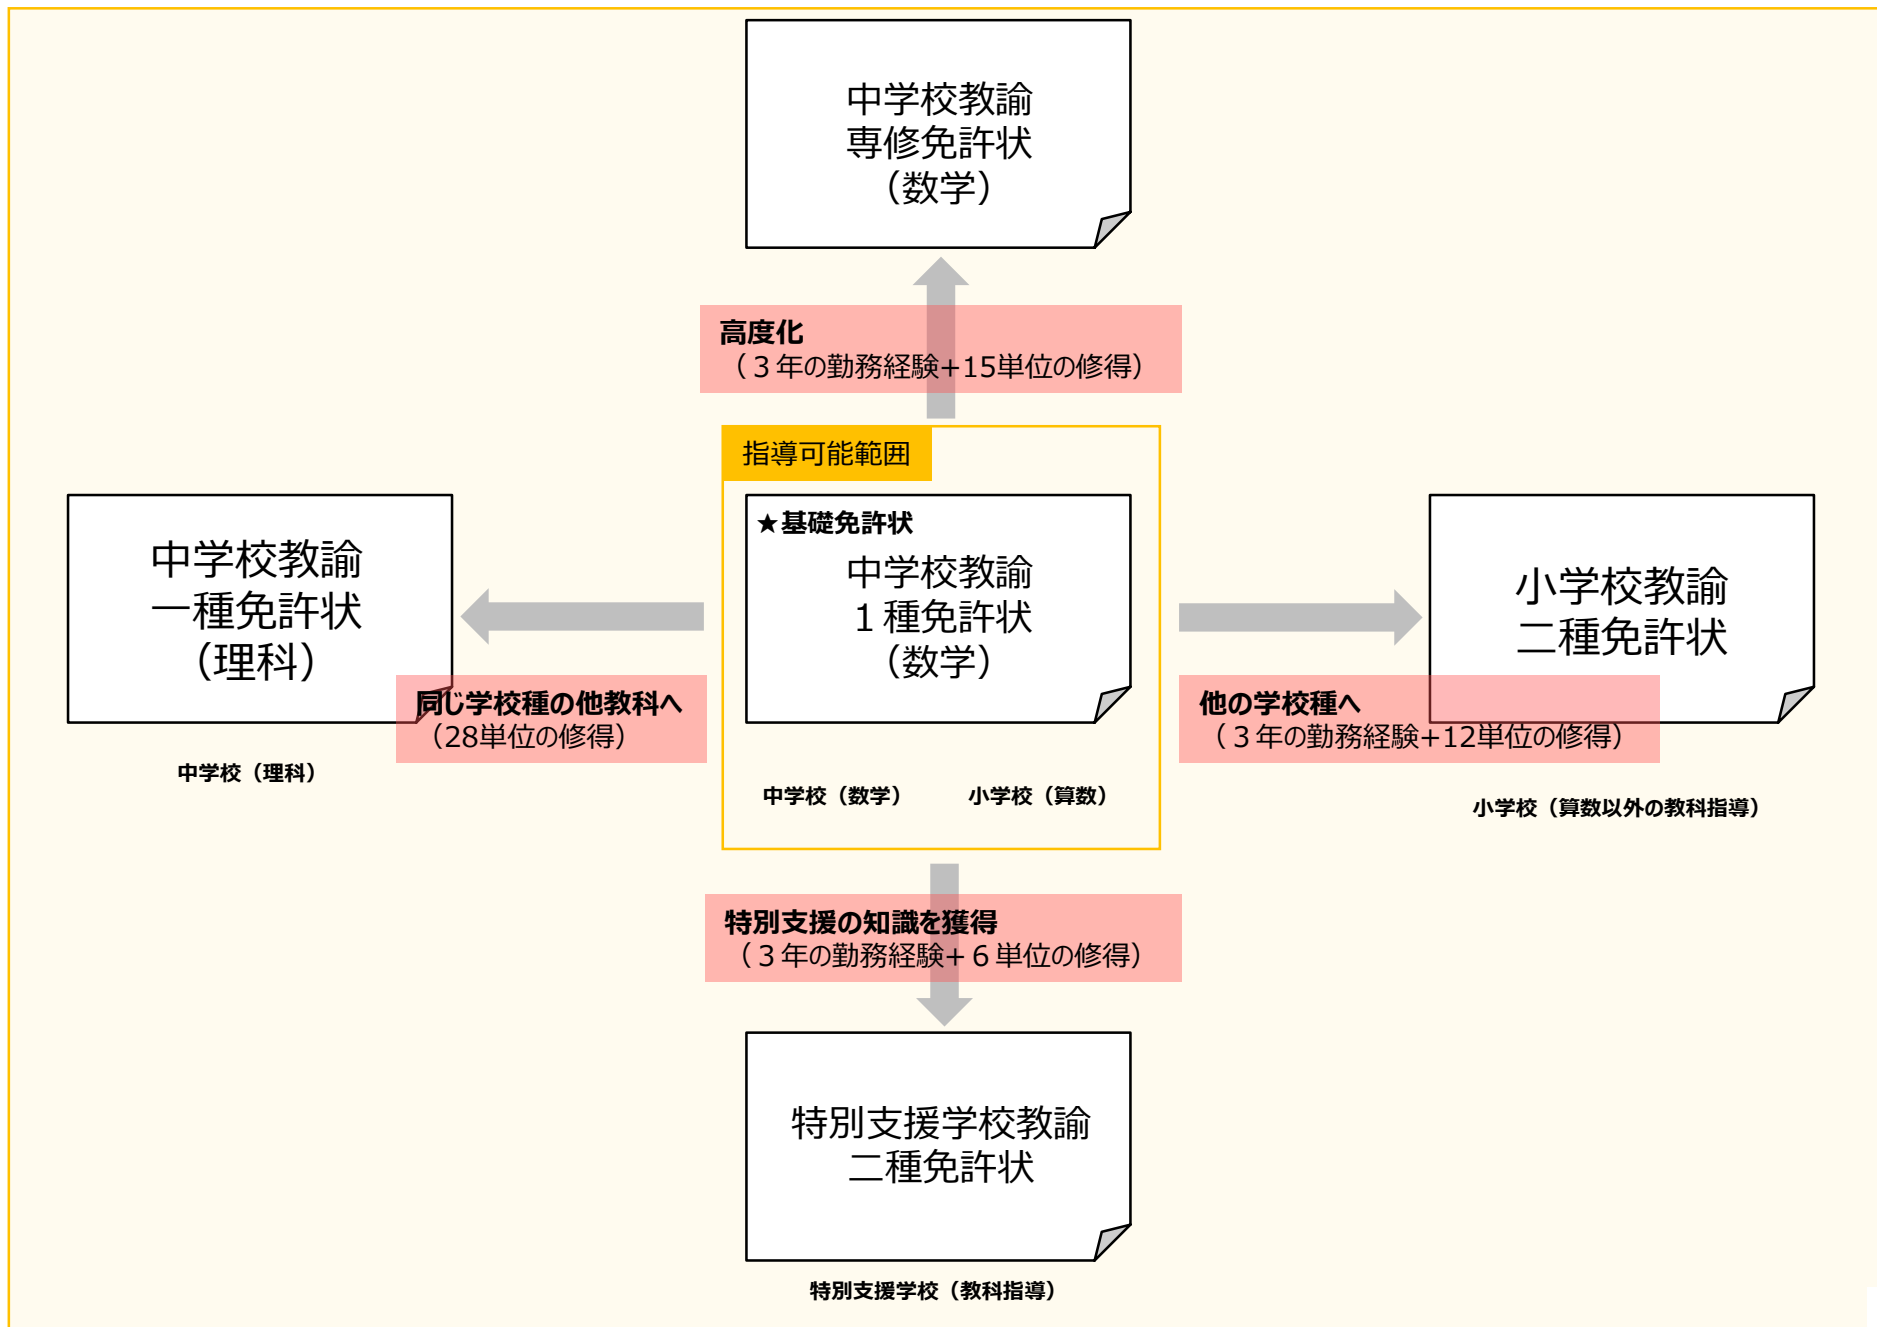 中学校教諭
専修免許状
（数学）
高度化
（３年の勤務経験+15単位の修得）
指導可能範囲
★基礎免許状
中学校教諭
１種免許状
（数学）
中学校（数学）
小学校（算数）
中学校教諭
一種免許状
（理科）
同じ学校種の他教科へ
（28単位の修得）
中学校（理科）
小学校教諭
二種免許状
他の学校種へ
（３年の勤務経験+12単位の修得）
小学校（算数以外の教科指導）
特別支援の知識を獲得
（３年の勤務経験+６単位の修得）
特別支援学校教諭
二種免許状
特別支援学校（教科指導）